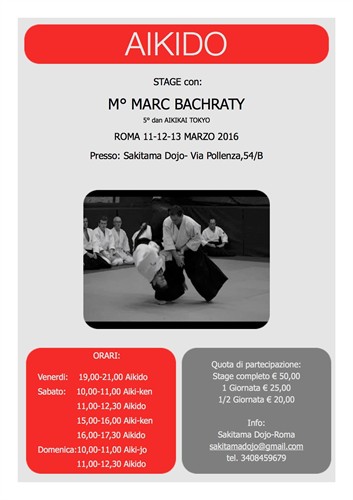 AIKIDO
STAGE con:
M° MARC BACHRATY
5° dan AIKIKAI TOKYO
ROMA 11-12-13 MARZO 2016
Presso: Sakitama Dojo- Via Pollenza,54/B
ORARI:
Venerdi: 19,00-21,00 Aikido
Sabato: 10,00-11,00 Aiki-ken
11,00-12,30 Aikido
15,00-16,00 Aiki-ken
16,00-17,30 Aikido
Domenica:10,00-11,00 Aiki-jo
11,00-12,30 Aikido
Quota di partecipazione:
Stage completo € 50,00
1 Giornata € 25,00
1/2 Giornata € 20,00
Info:
Sakitama Dojo-Roma
sakitamadojo@gmail.com
tel. 3408459679